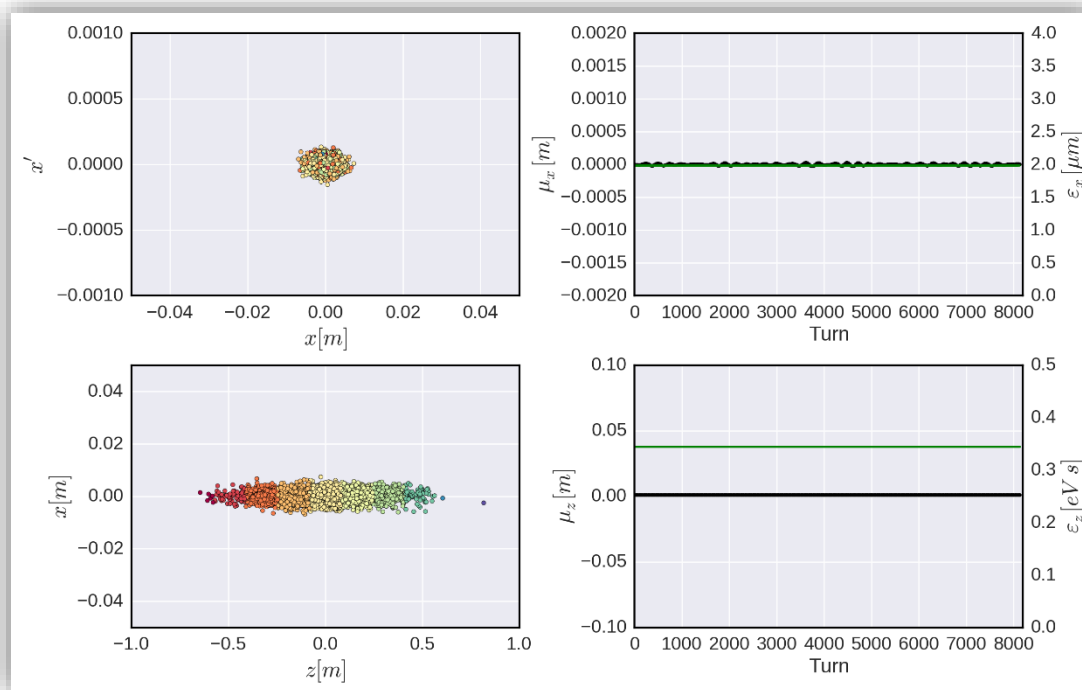 0.0010
0.0005
0.0000
−0.0005
−0.0010
x′
−0.04 −0.02 0.00 0.02 0.04
x[m]
0.0020
0.0015
0.0010
0.0005
0.0000
−0.0005
−0.0010
−0.0015
−0.0020
μx [m]
4.0
3.5
3.0
2.5
2.0
1.5
1.0
0.5
0.0
εx [μm]
0 1000 2000 3000 4000 5000 6000 7000 8000
Turn
0.04
0.02
0.00
−0.02
−0.04
x[m]
−1.0 −0.5 0.0 0.5 1.0
z[m]
0.10
0.05
0.00
−0.05
−0.10
μz [m]
0.5
0.4
0.3
0.2
0.1
0.0
εz [eV s]
0 1000 2000 3000 4000 5000 6000 7000 8000
Turn